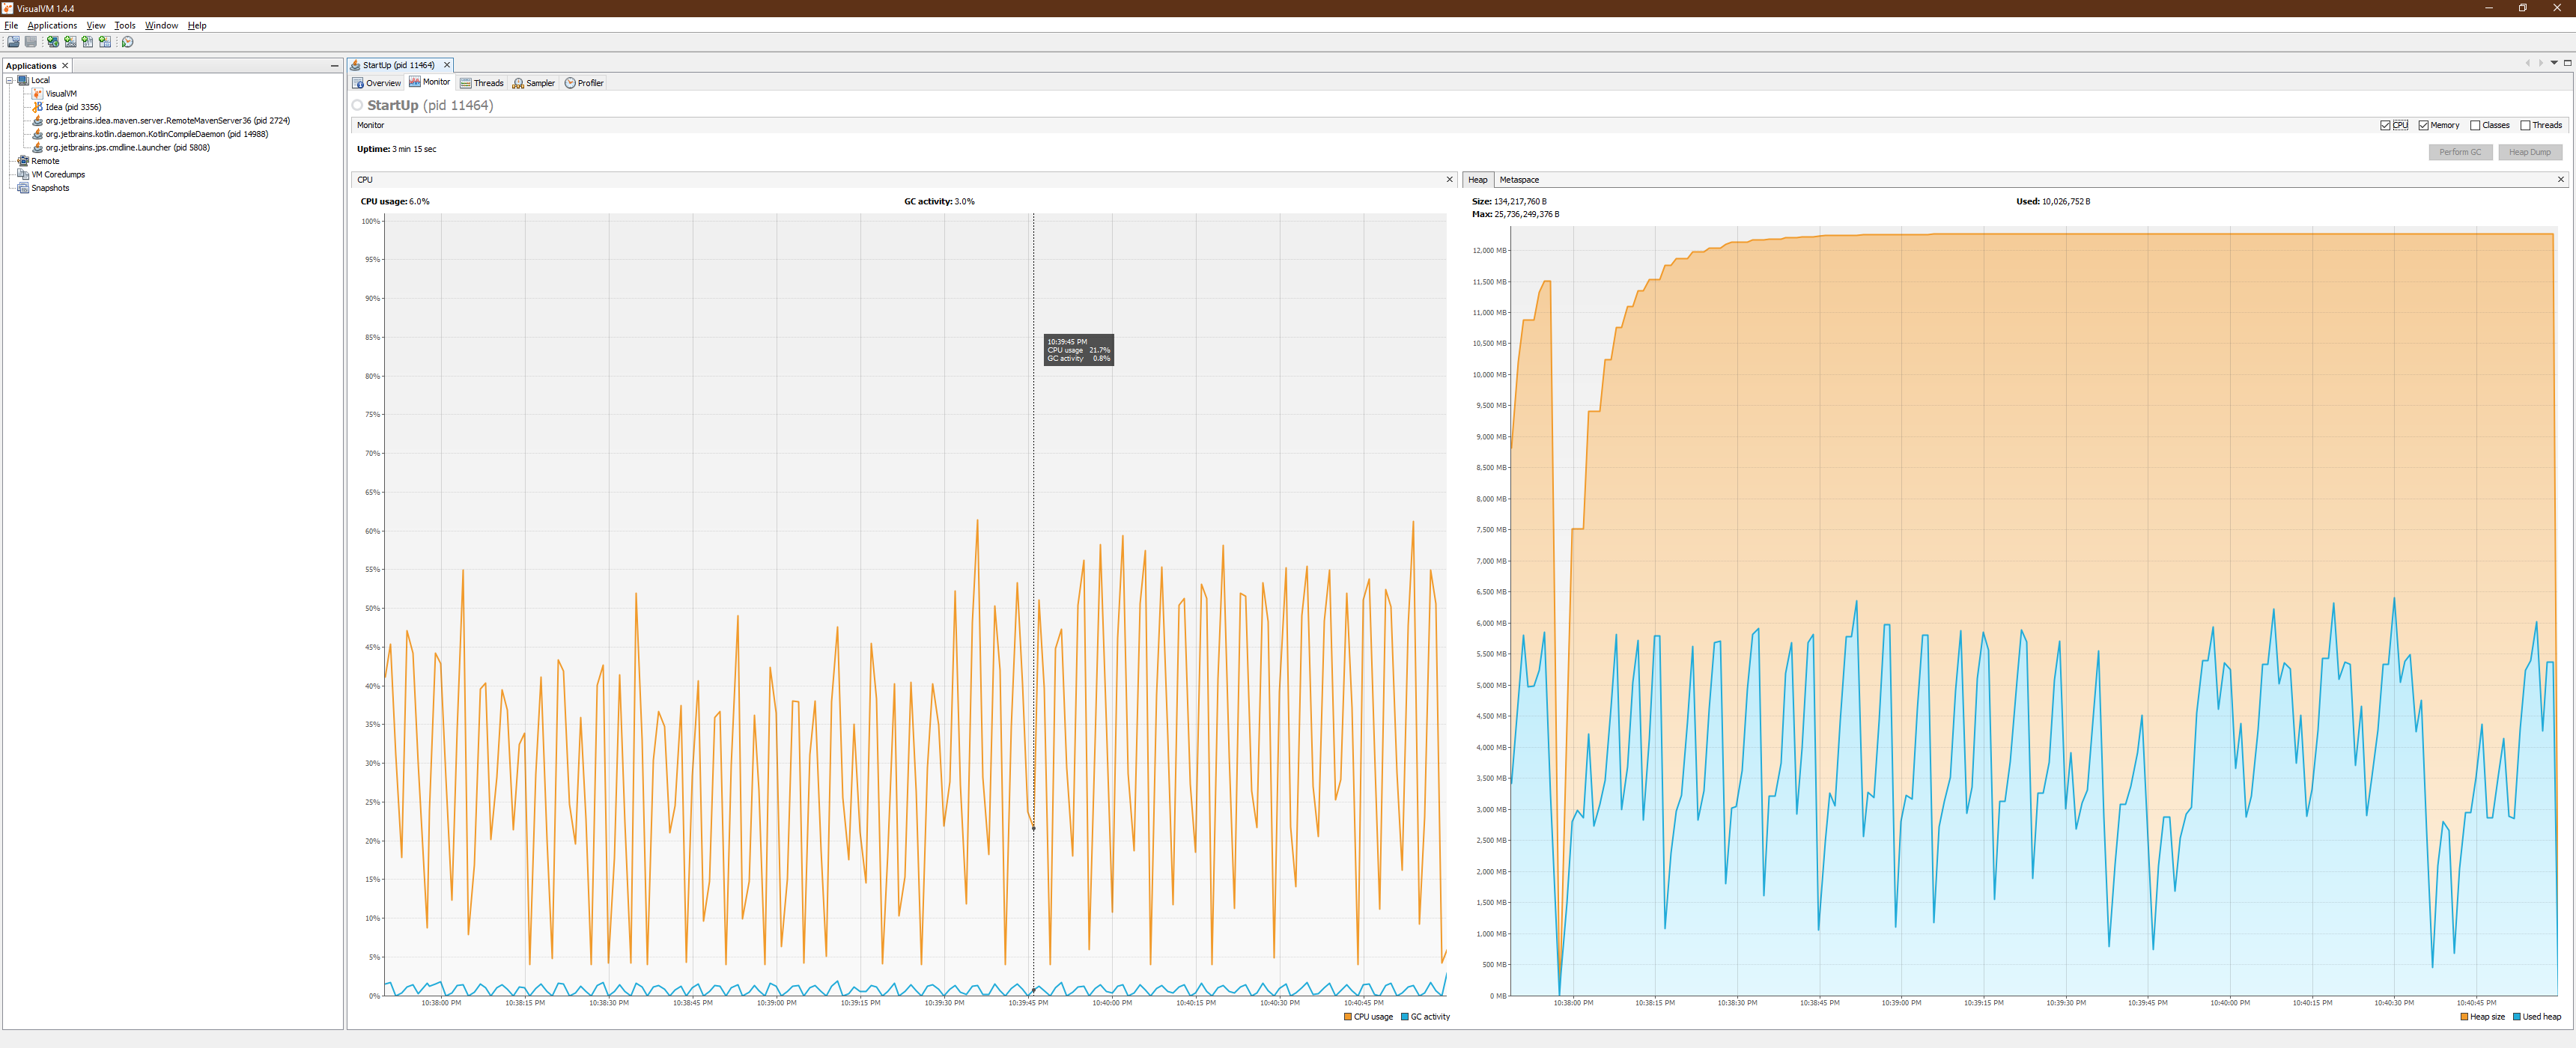 VisualVM 1.4.4
File Applications View Tools Window Help
Applications
Local
VisualVM
Idea (pid 3356)
org.jetbrains.idea.maven.server.RemoteMavenServer36 (pid 2724)
org.jetbrains.kotlin.daemon.KotlinCompileDaemon (pid 14988)
org.jetbrains.jps.cmdline.Launcher (pid 5808)
Remote
VM Coredumps
Snapshots
StartUp (pid 11464)
Overview Monitor Threads Sampler Profiler
StartUp (pid 11464)
Monitor
CPU Memory Classes Threads
Uptime: 3 min 15 sec
Perform GC Heap Dump
CPU
CPU usage: 6.0% GC activity: 3.0%
100%
95%
90%
85%
80%
75%
70%
65%
60%
55%
50%
45%
40%
35%
30%
25%
20%
15%
10%
5%
0%
10:39:45 PM
CPU usage 21.7%
GC activity 0.8%
10:38:00 PM 10:38:15 PM 10:38:30 PM 10:38:45 PM 10:39:00 PM 10:39:15 PM 10:39:30 PM 10:39:45 PM 10:40:00 PM 10:40:15 PM 10:40:30 PM 10:40:45 PM
CPU usage GC activity
Heap Metaspace
Size: 134,217,760 B Used: 10,026,752 B
Max: 25,736,249,376 B
12,000 MB
11,500 MB
11,000 MB
10,500 MB
10,000 MB
9,500 MB
9,000 MB
8,500 MB
8,000 MB
7,500 MB
7,000 MB
6,500 MB
6,000 MB
5,500 MB
5,000 MB
4,500 MB
4,000 MB
3,500 MB
3,000 MB
2,500 MB
2,000 MB
1,500 MB
1,000 MB
500 MB
0 MB
10:38:00 PM 10:38:15 PM 10:38:30 PM 10:38:45 PM 10:39:00 PM 10:39:15 PM 10:39:30 PM 10:39:45 PM 10:40:00 PM 10:40:15 PM 10:40:30 PM 10:40:45 PM
Heap size Used heap